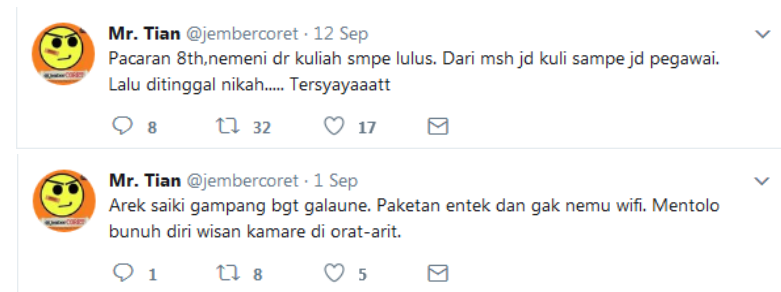 Mr. Tian @jembercoret · 12 Sep
Pacaran 8th,nemeni dr kuliah smpe lulus. Dari msh jd kuli sampe jd pegawai.
Lalu ditinggal nikah..... Tersyayaaatt
8 32 17
Mr. Tian @jembercoret · 1 Sep
Arek saiki gampang bgt galaune. Paketan entek dan gak nemu wifi. Mentolo
bunuh diri wisan kamare di orat-arit.
1 8 5